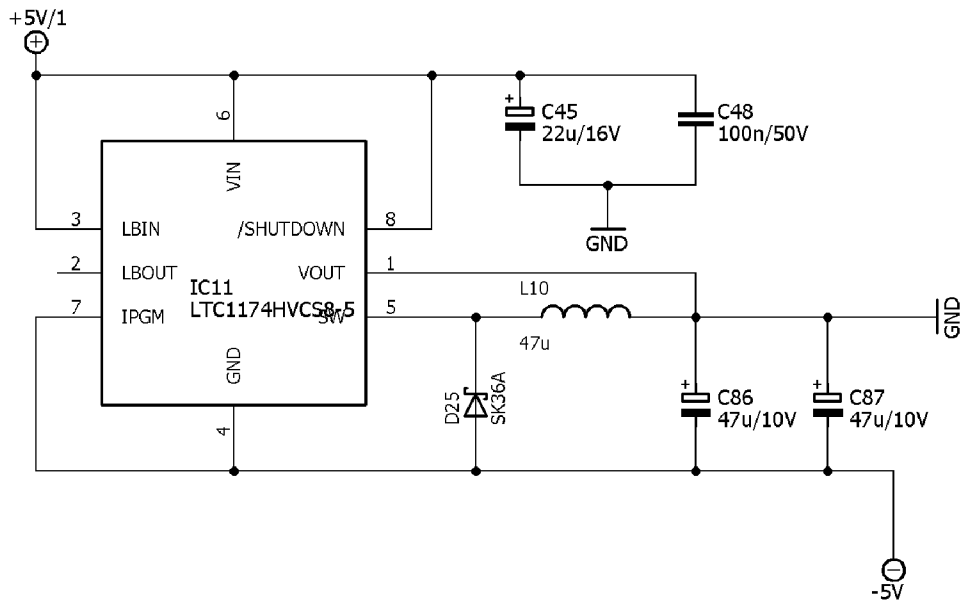 +5V/1
6
VIN
3
LBIN
/SHUTDOWN
8
2
LBOUT
VOUT
1
7
IPGM
IC11
LTC1174HVCS8-5
SW
5
GND
4
+
C45
22u/16V
C48
100n/50V
GND
L10
47u
D25
SK36A
+
C86
47u/10V
+
C87
47u/10V
GND
-5V